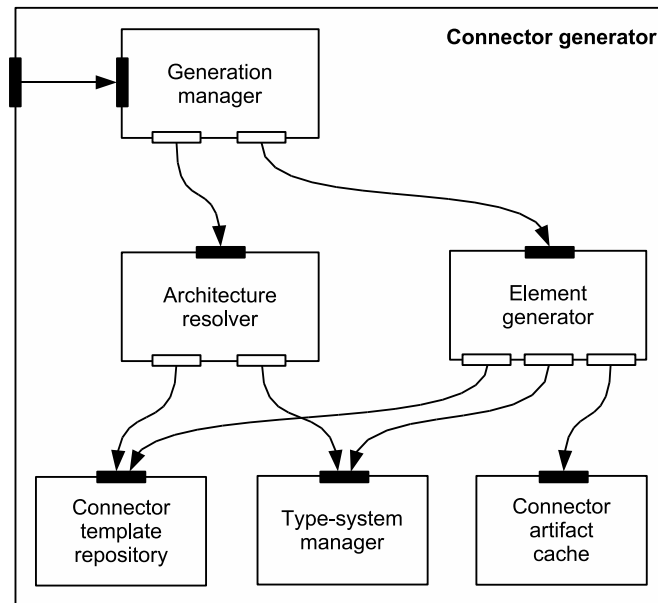 Connector generator
Generation
manager
Architecture
resolver
Element
generator
Connector
template
repository
Type-system
manager
Connector
artifact
cache